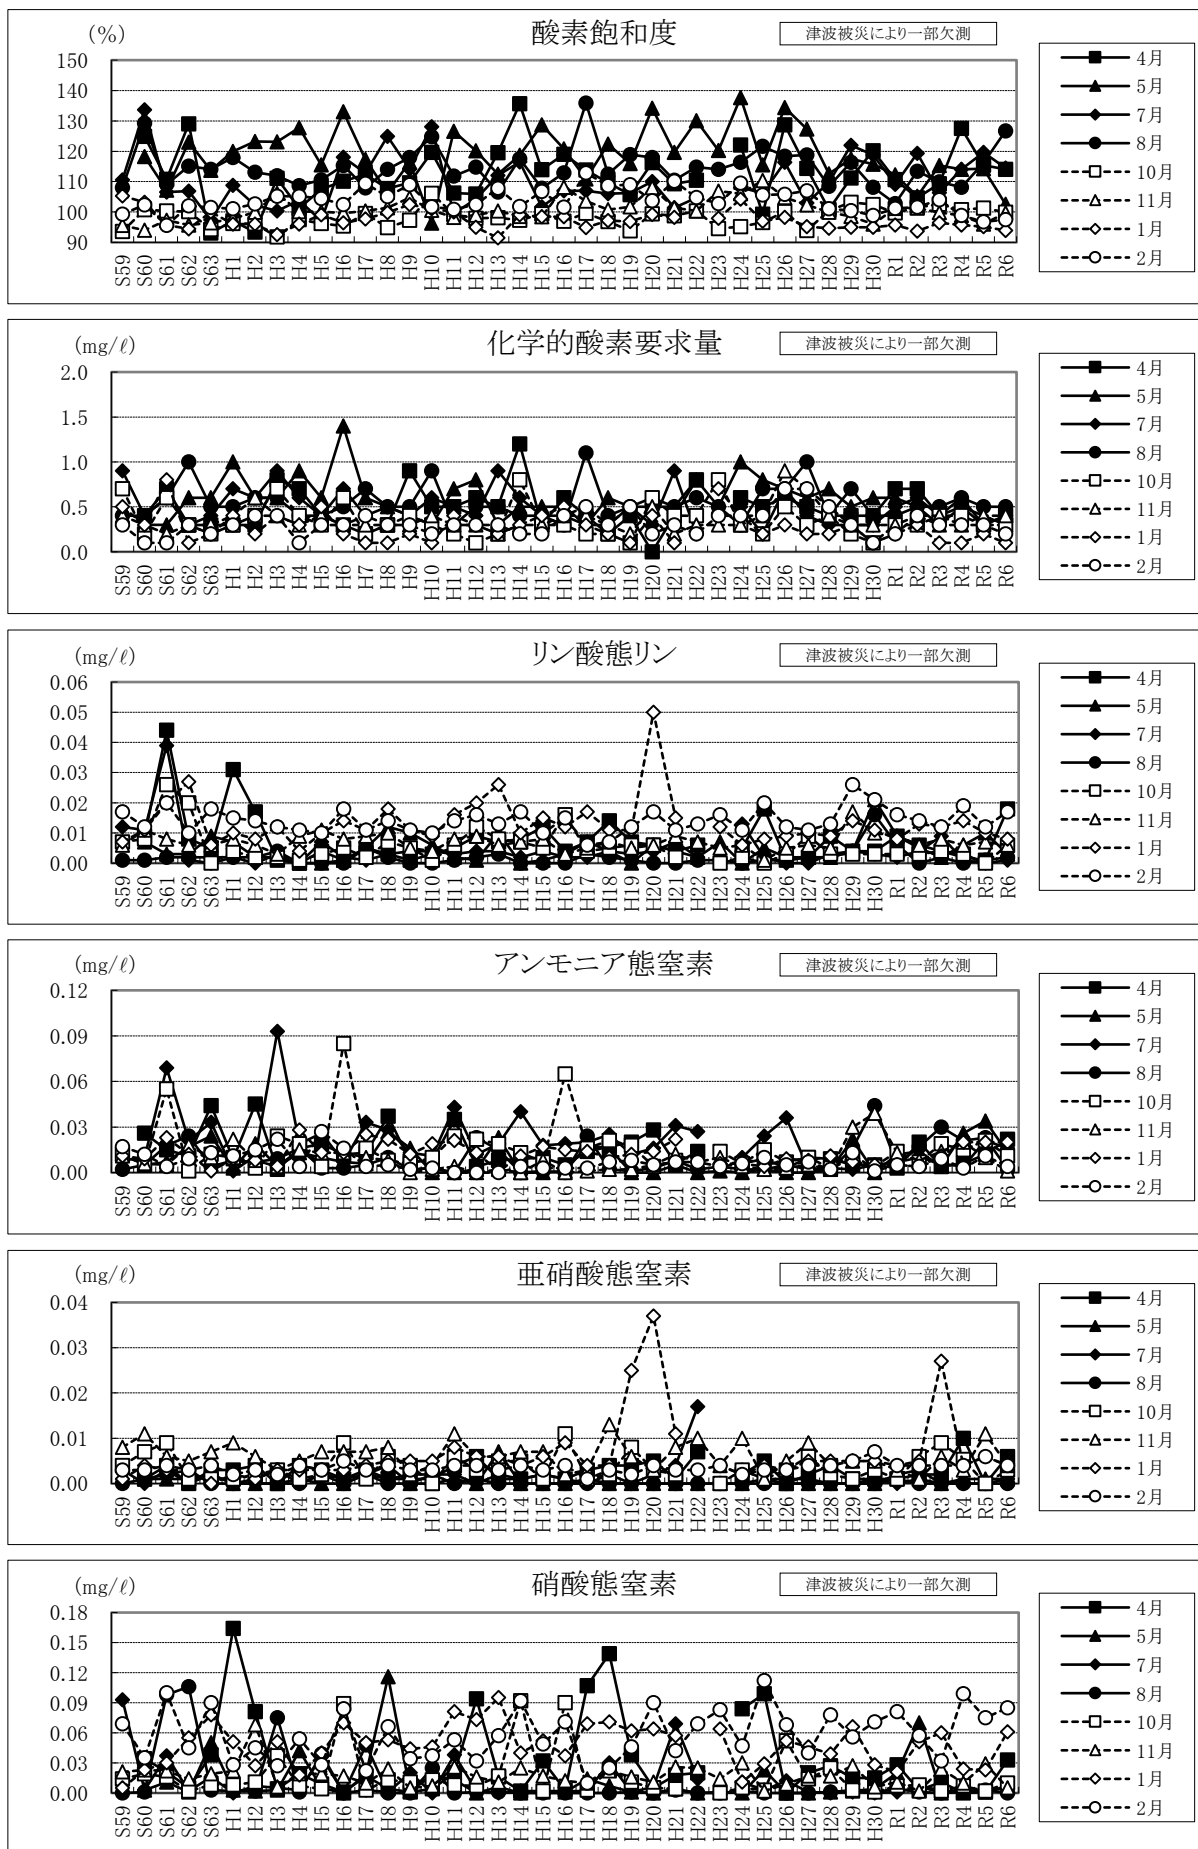 酸素飽和度
津波被災により一部欠測
(%)
150
140
130
120
110
100
90
S59 S60 S61 S62 S63 H1 H2 H3 H4 H5 H6 H7 H8 H9 H10 H11 H12 H13 H14 H15 H16 H17 H18 H19 H20 H21 H22 H23 H24 H25 H26 H27 H28 H29 H30 R1 R2 R3 R4 R5 R6
4月
5月
7月
8月
10月
11月
1月
2月
化学的酸素要求量
津波被災により一部欠測
(mg/ℓ)
2.0
1.5
1.0
0.5
0.0
S59 S60 S61 S62 S63 H1 H2 H3 H4 H5 H6 H7 H8 H9 H10 H11 H12 H13 H14 H15 H16 H17 H18 H19 H20 H21 H22 H23 H24 H25 H26 H27 H28 H29 H30 R1 R2 R3 R4 R5 R6
4月
5月
7月
8月
10月
11月
1月
2月
リン酸態リン
津波被災により一部欠測
(mg/ℓ)
0.06
0.05
0.04
0.03
0.02
0.01
0.00
S59 S60 S61 S62 S63 H1 H2 H3 H4 H5 H6 H7 H8 H9 H10 H11 H12 H13 H14 H15 H16 H17 H18 H19 H20 H21 H22 H23 H24 H25 H26 H27 H28 H29 H30 R1 R2 R3 R4 R5 R6
4月
5月
7月
8月
10月
11月
1月
2月
アンモニア態窒素
津波被災により一部欠測
(mg/ℓ)
0.12
0.09
0.06
0.03
0.00
S59 S60 S61 S62 S63 H1 H2 H3 H4 H5 H6 H7 H8 H9 H10 H11 H12 H13 H14 H15 H16 H17 H18 H19 H20 H21 H22 H23 H24 H25 H26 H27 H28 H29 H30 R1 R2 R3 R4 R5 R6
4月
5月
7月
8月
10月
11月
1月
2月
亜硝酸態窒素
津波被災により一部欠測
(mg/ℓ)
0.04
0.03
0.02
0.01
0.00
S59 S60 S61 S62 S63 H1 H2 H3 H4 H5 H6 H7 H8 H9 H10 H11 H12 H13 H14 H15 H16 H17 H18 H19 H20 H21 H22 H23 H24 H25 H26 H27 H28 H29 H30 R1 R2 R3 R4 R5 R6
4月
5月
7月
8月
10月
11月
1月
2月
硝酸態窒素
津波被災により一部欠測
(mg/ℓ)
0.18
0.15
0.12
0.09
0.06
0.03
0.00
S59 S60 S61 S62 S63 H1 H2 H3 H4 H5 H6 H7 H8 H9 H10 H11 H12 H13 H14 H15 H16 H17 H18 H19 H20 H21 H22 H23 H24 H25 H26 H27 H28 H29 H30 R1 R2 R3 R4 R5 R6
4月
5月
7月
8月
10月
11月
1月
2月